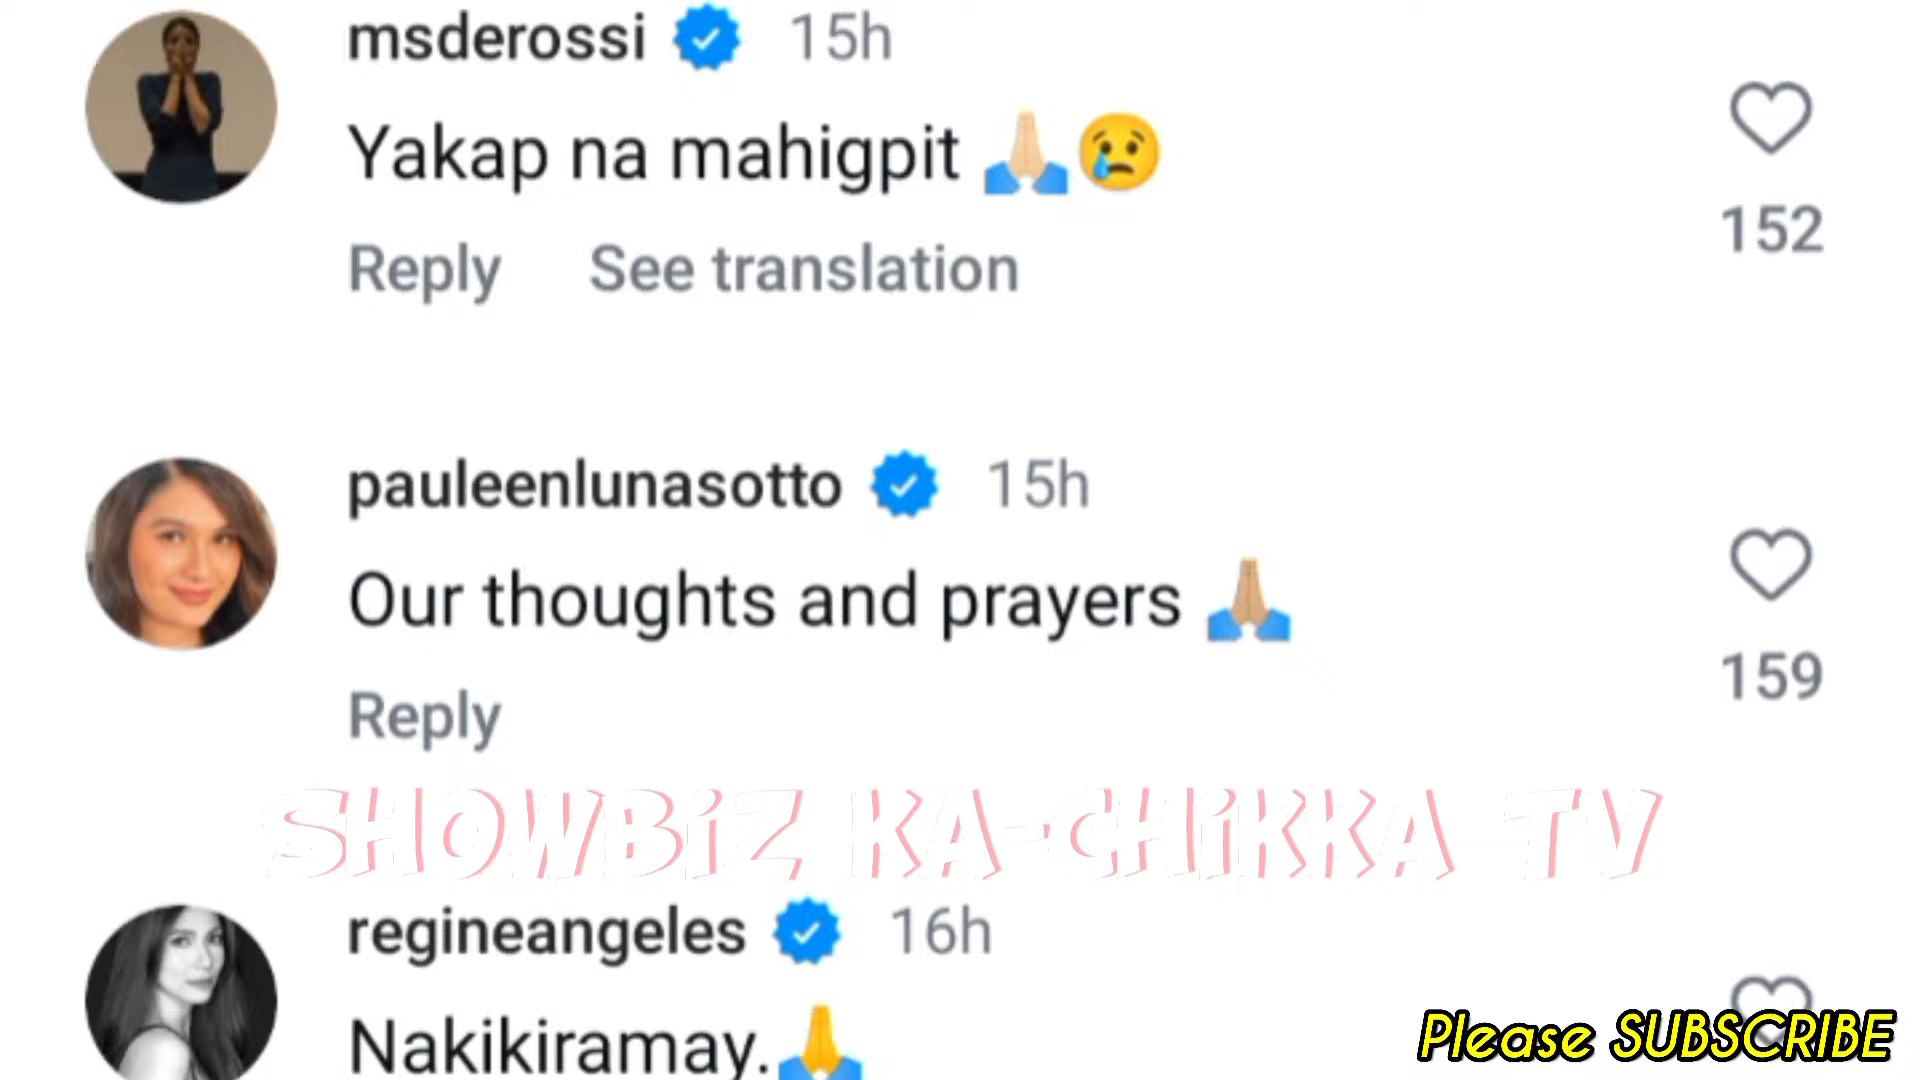 msderossi 15h
Yakap na mahigpit 🙏🏻😢
152
Reply See translation
pauleenlunasotto 15h
Our thoughts and prayers 🙏🏼
159
Reply
SHOWBIZ KA-CHIKKA TV
regineangeles 16h
Nakikiramay.🙏
Please SUBSCRIBE